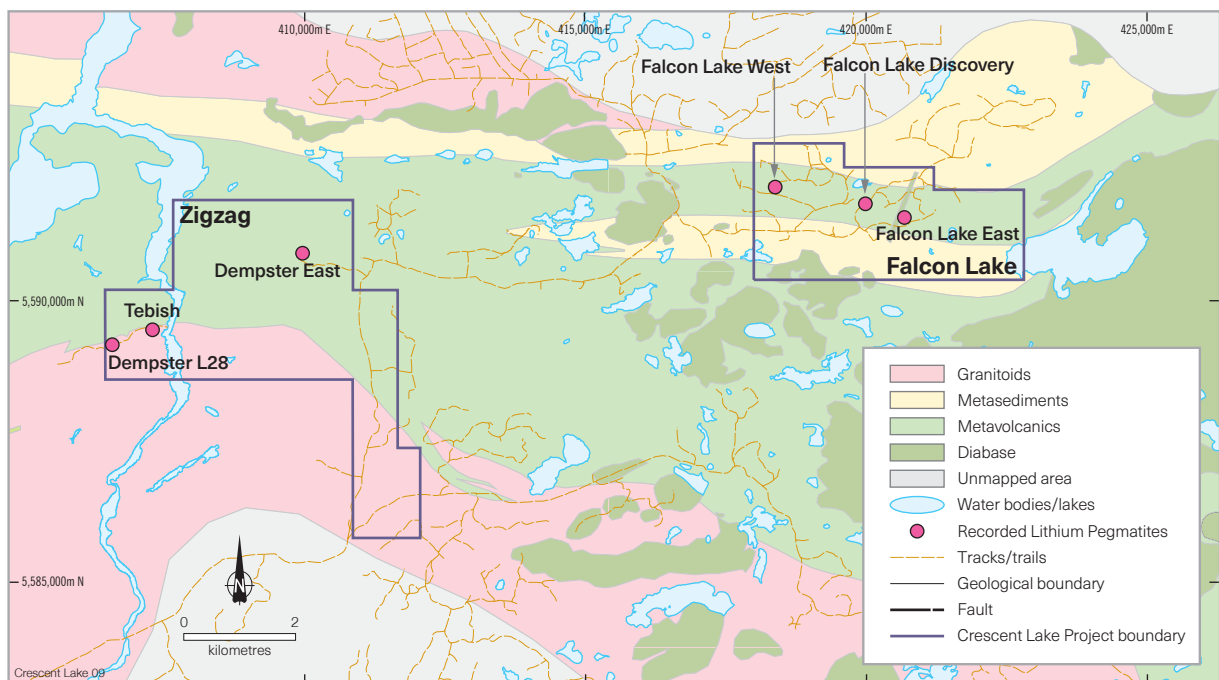 410,000m E
415,000m E
420,000m E
425,000m E
Falcon Lake West
Falcon Lake Discovery
Zigzag
Dempster East
Falcon Lake East
Falcon Lake
5,590,000m N
Tebish
Dempster L28
Granitoids
Metasediments
Metavolcanics
Diabase
Unmapped area
Water bodies/lakes
Recorded Lithium Pegmatites
Tracks/trails
Geological boundary
Fault
Crescent Lake Project boundary
5,585,000m N
N
0 2
kilometres
Crescent Lake 09